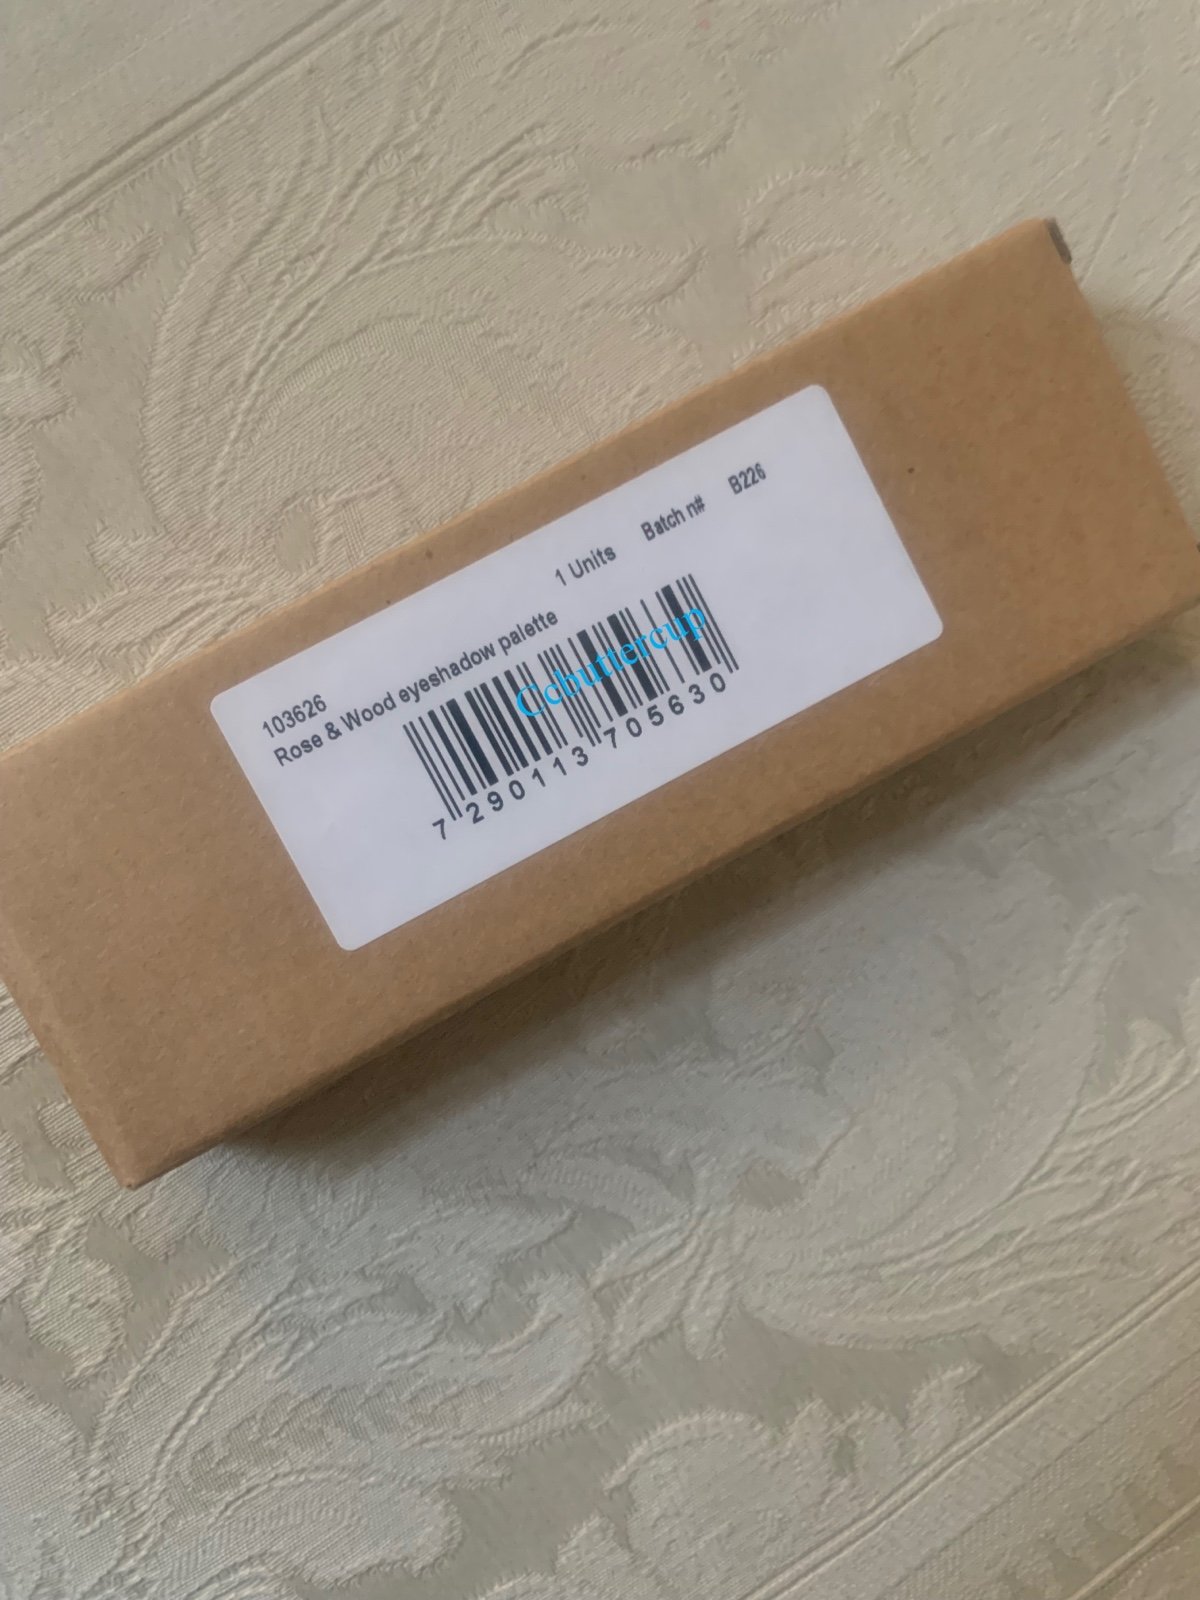 103626
Rose & Wood eyeshadow palette
1 Units Batch n# B226
Ccbuttercup
7 290113 705630